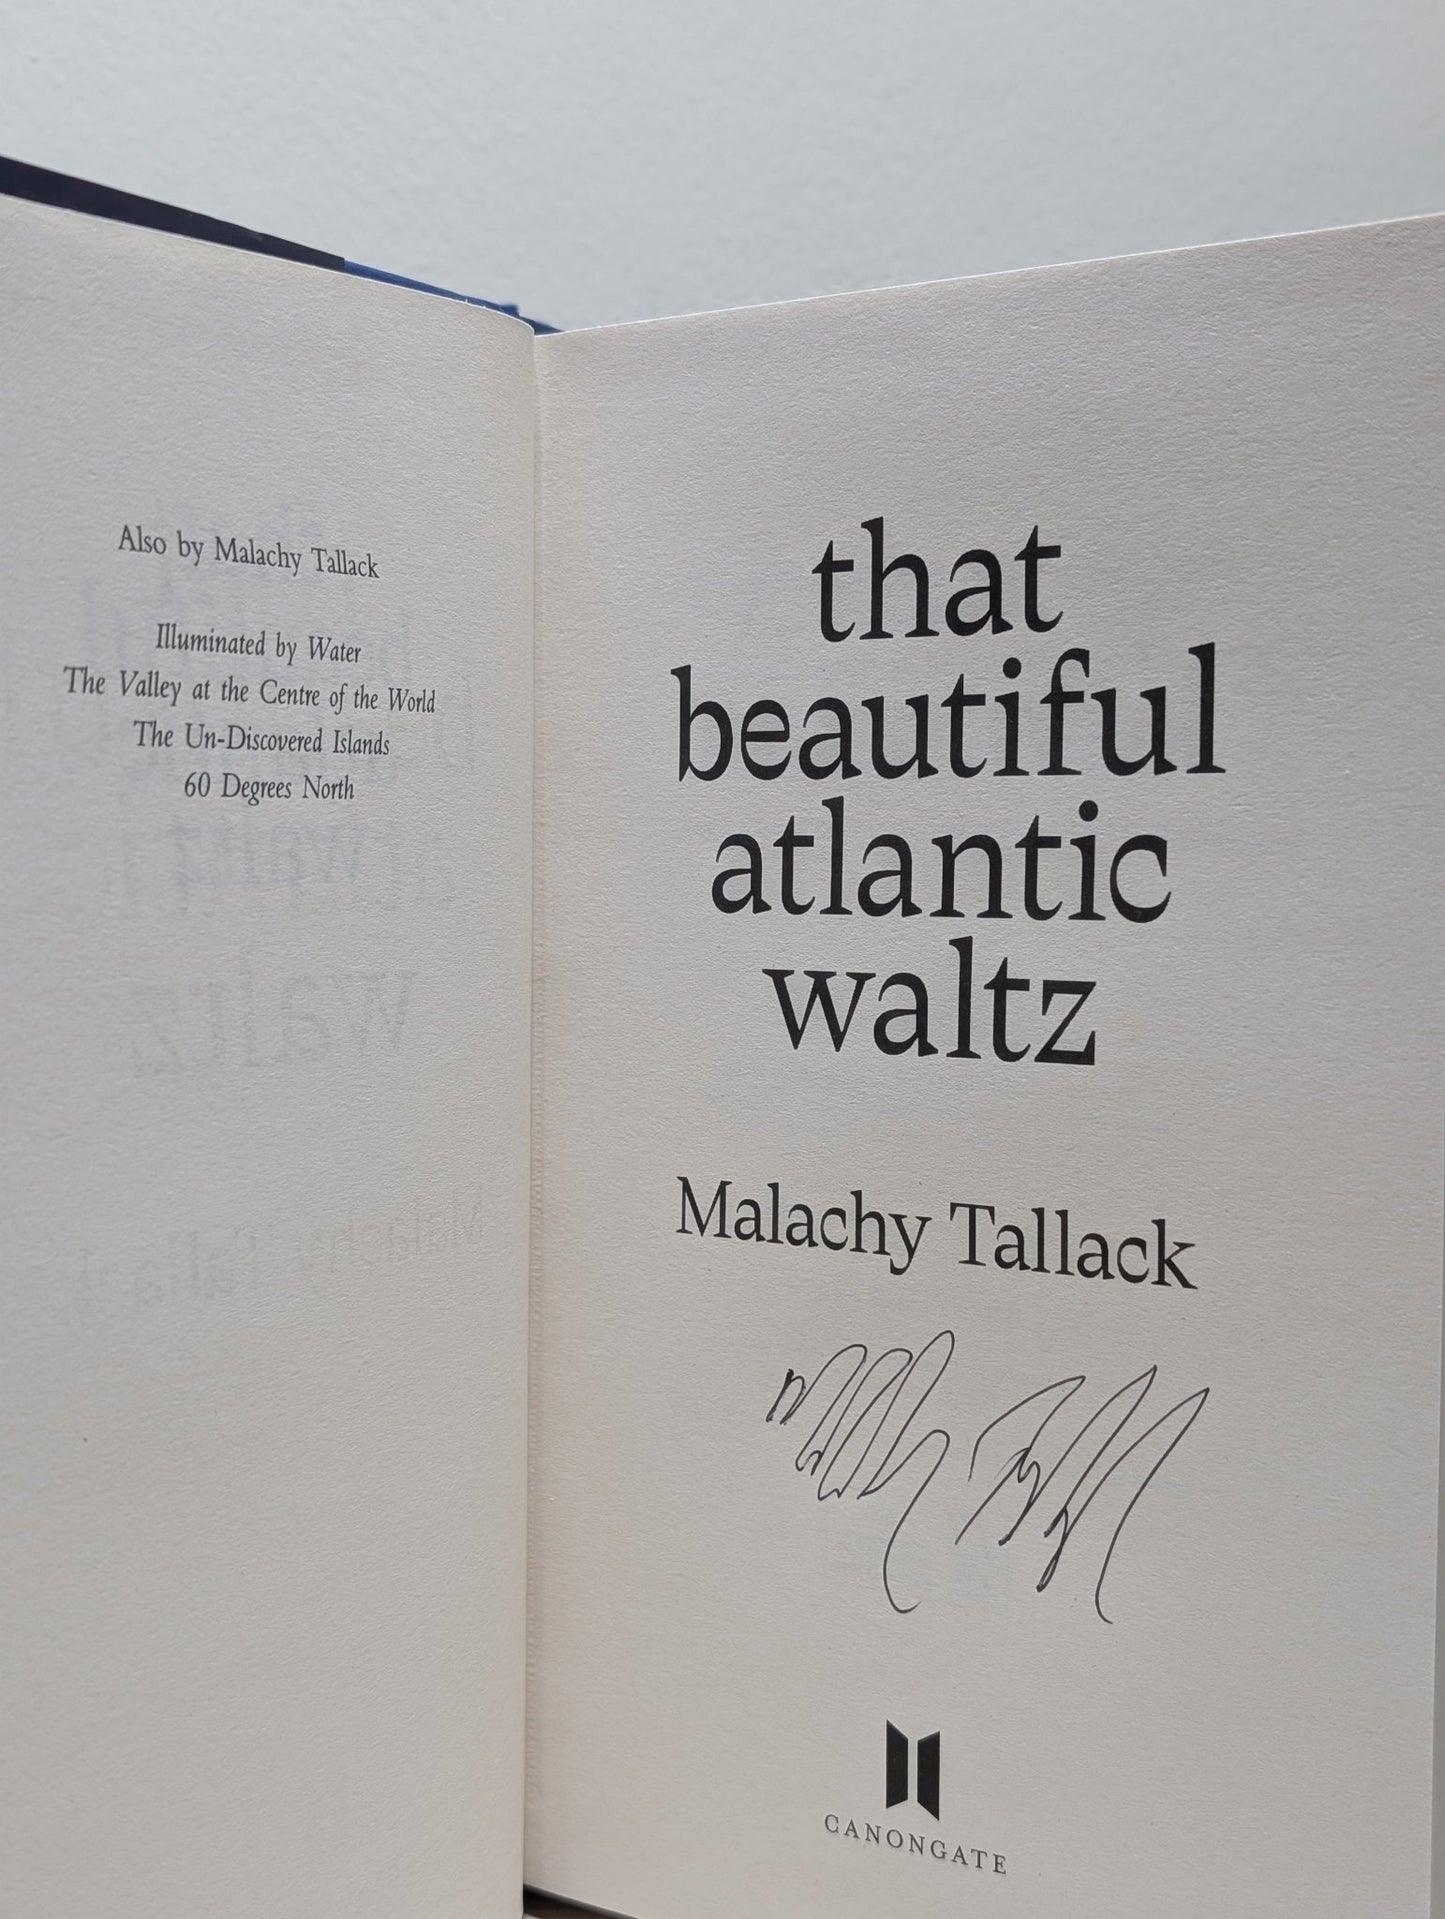 Also by Malachy Tallack
Illuminated by Water
The Valley at the Centre of the World
The Un-Discovered Islands
60 Degrees North
that
beautiful
atlantic
waltz
Malachy Tallack
CANONGATE